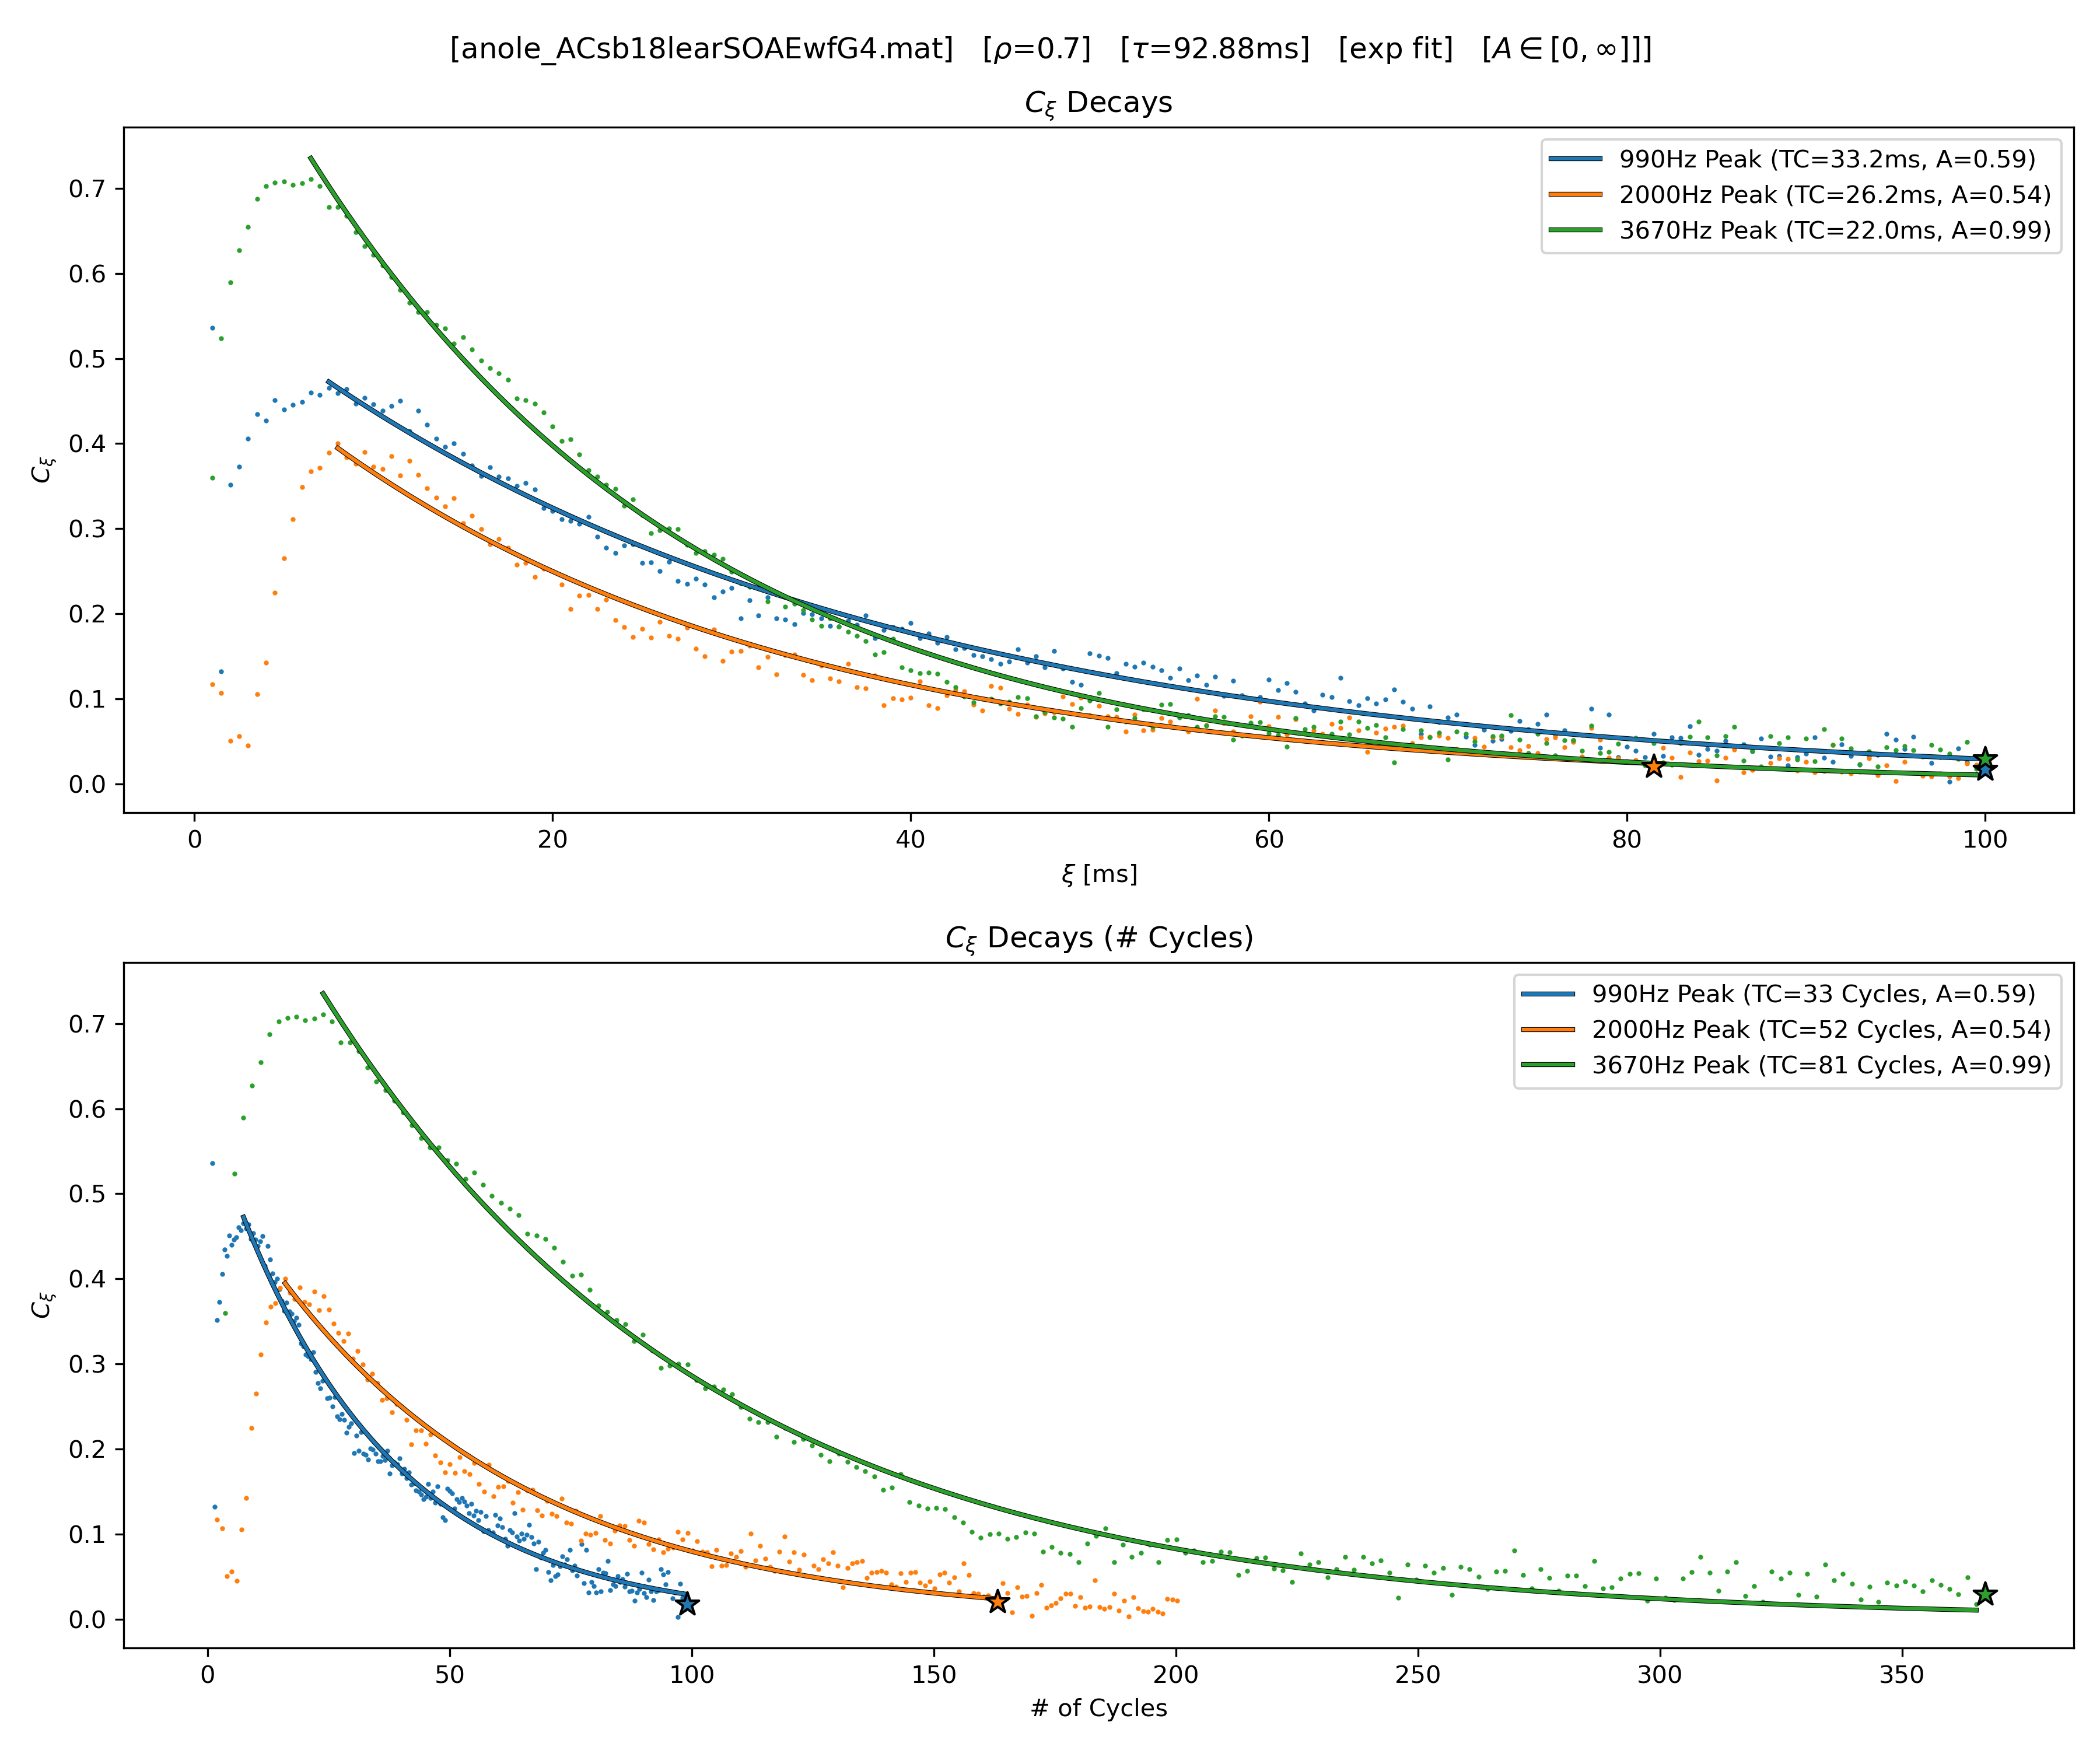 [anole_ACsb18learSOAEwfG4.mat] [ρ=0.7] [τ=92.88ms] [exp fit] [A ∈ [0, ∞]]]
C_ξ Decays
0.7
0.6
0.5
0.4
0.3
0.2
0.1
0.0
C_ξ
990Hz Peak (TC=33.2ms, A=0.59)
2000Hz Peak (TC=26.2ms, A=0.54)
3670Hz Peak (TC=22.0ms, A=0.99)
0 20 40 60 80 100
ξ [ms]
C_ξ Decays (# Cycles)
0.7
0.6
0.5
0.4
0.3
0.2
0.1
0.0
C_ξ
990Hz Peak (TC=33 Cycles, A=0.59)
2000Hz Peak (TC=52 Cycles, A=0.54)
3670Hz Peak (TC=81 Cycles, A=0.99)
0 50 100 150 200 250 300 350
# of Cycles